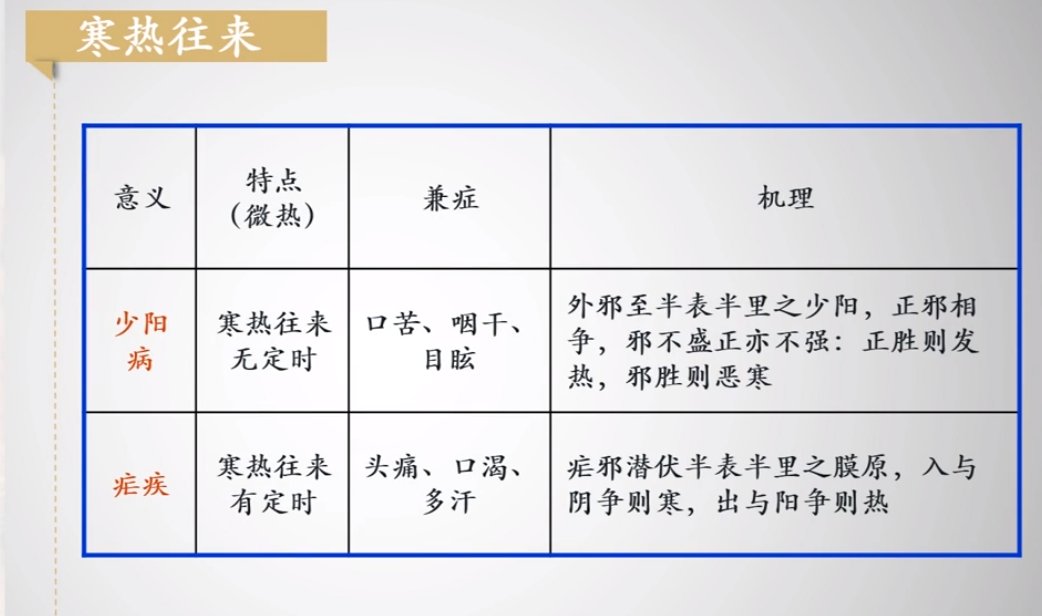 寒热往来
意义
特点
（微热）
兼症
机理
少阳
病
寒热往来
无定时
口苦、咽干、
目眩
外邪至半表半里之少阳，正邪相
争，邪不盛正亦不强：正胜则发
热，邪胜则恶寒
疟疾
寒热往来
有定时
头痛、口渴、
多汗
疟邪潜伏半表半里之膜原，入与
阴争则寒，出与阳争则热